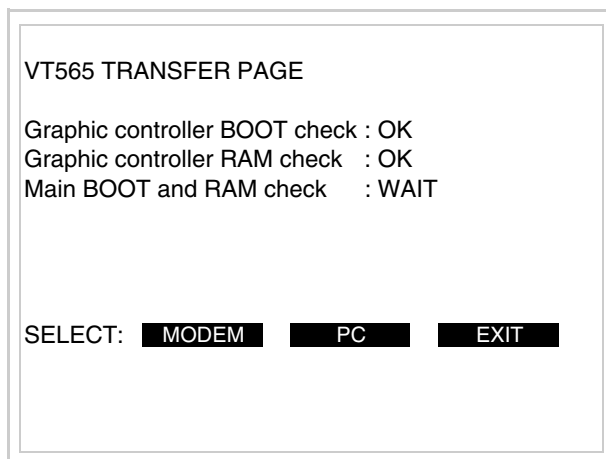 VT565 TRANSFER PAGE
Graphic controller BOOT check : OK
Graphic controller RAM check : OK
Main BOOT and RAM check : WAIT
SELECT: MODEM PC EXIT